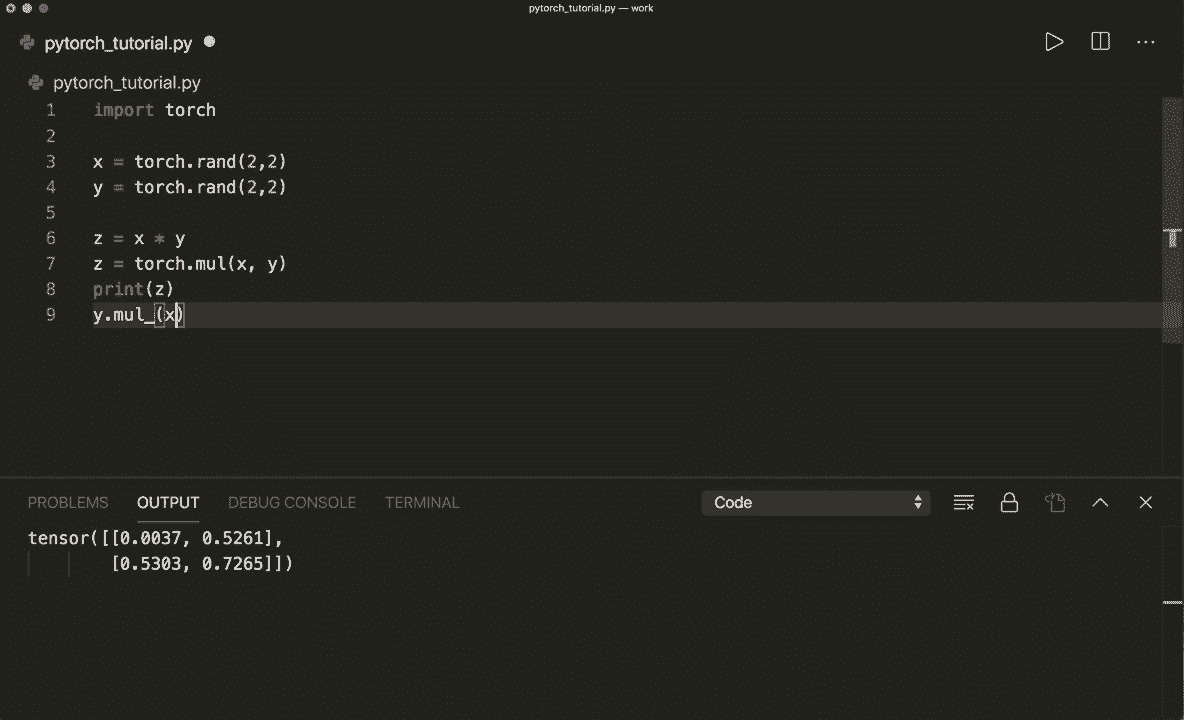 pytorch_tutorial.py — work
pytorch_tutorial.py
pytorch_tutorial.py
1 import torch
2
3 x = torch.rand(2,2)
4 y = torch.rand(2,2)
5
6 z = x * y
7 z = torch.mul(x, y)
8 print(z)
9 y.mul_(x)
PROBLEMS OUTPUT DEBUG CONSOLE TERMINAL Code
tensor([[0.0037, 0.5261],
[0.5303, 0.7265]])